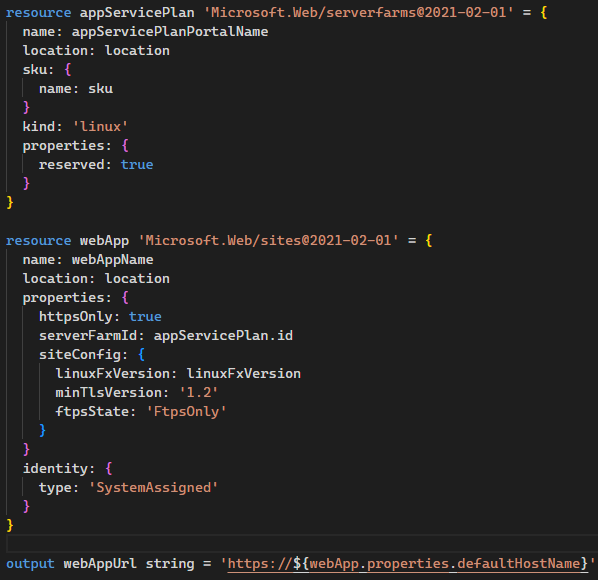 resource appServicePlan 'Microsoft.Web/serverfarms@2021-02-01' = {
  name: appServicePlanPortalName
  location: location
  sku: {
    name: sku
  }
  kind: 'linux'
  properties: {
    reserved: true
  }
}

resource webApp 'Microsoft.Web/sites@2021-02-01' = {
  name: webAppName
  location: location
  properties: {
    httpsOnly: true
    serverFarmId: appServicePlan.id
    siteConfig: {
      linuxFxVersion: linuxFxVersion
      minTlsVersion: '1.2'
      ftpsState: 'FtpsOnly'
    }
  }
  identity: {
    type: 'SystemAssigned'
  }
}

output webAppUrl string = 'https://${webApp.properties.defaultHostName}'